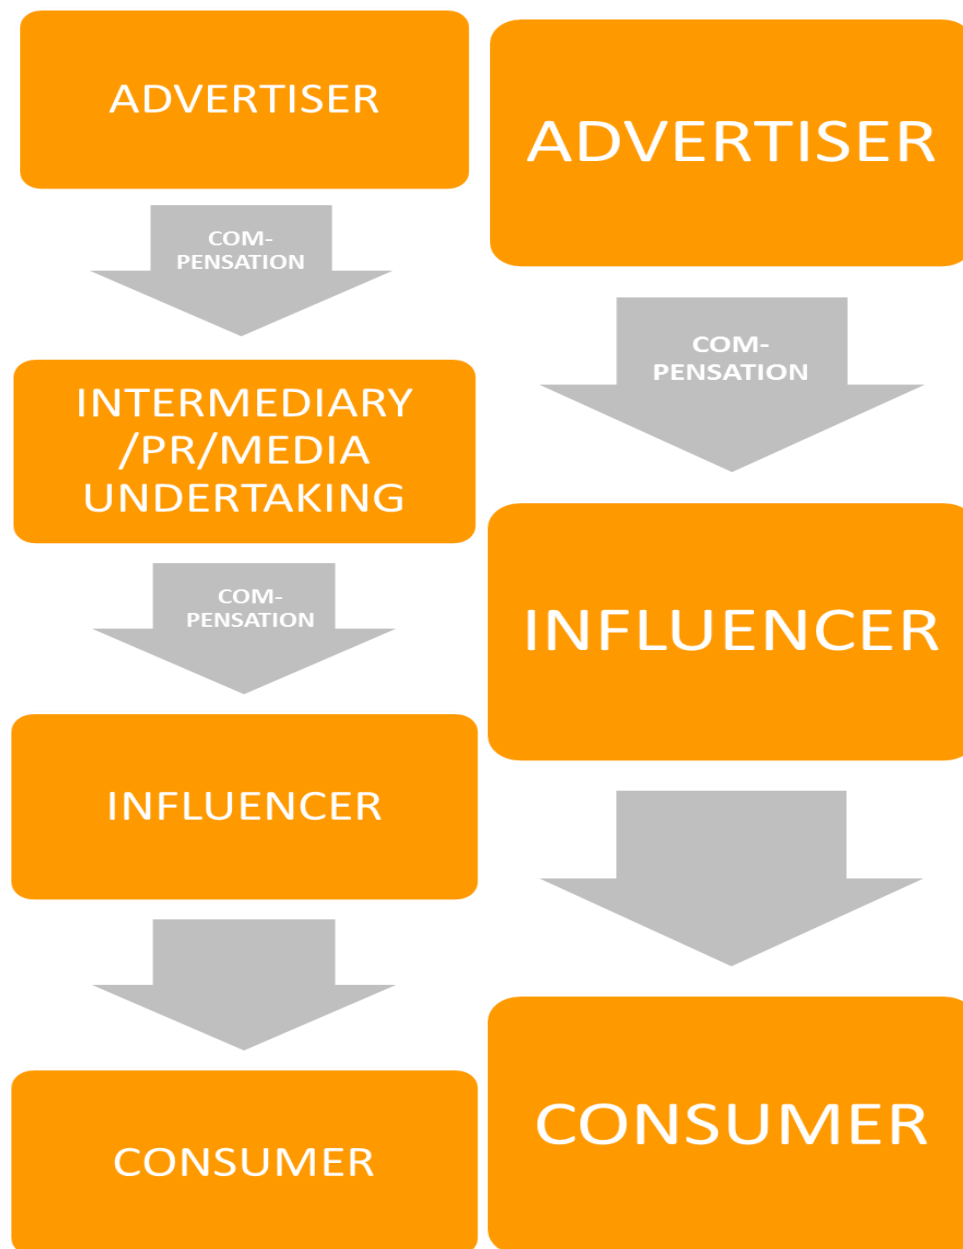 ADVERTISER
COM-
PENSATION
INTERMEDIARY
/PR/MEDIA
UNDERTAKING
COM-
PENSATION
INFLUENCER
CONSUMER
ADVERTISER
COM-
PENSATION
INFLUENCER
CONSUMER